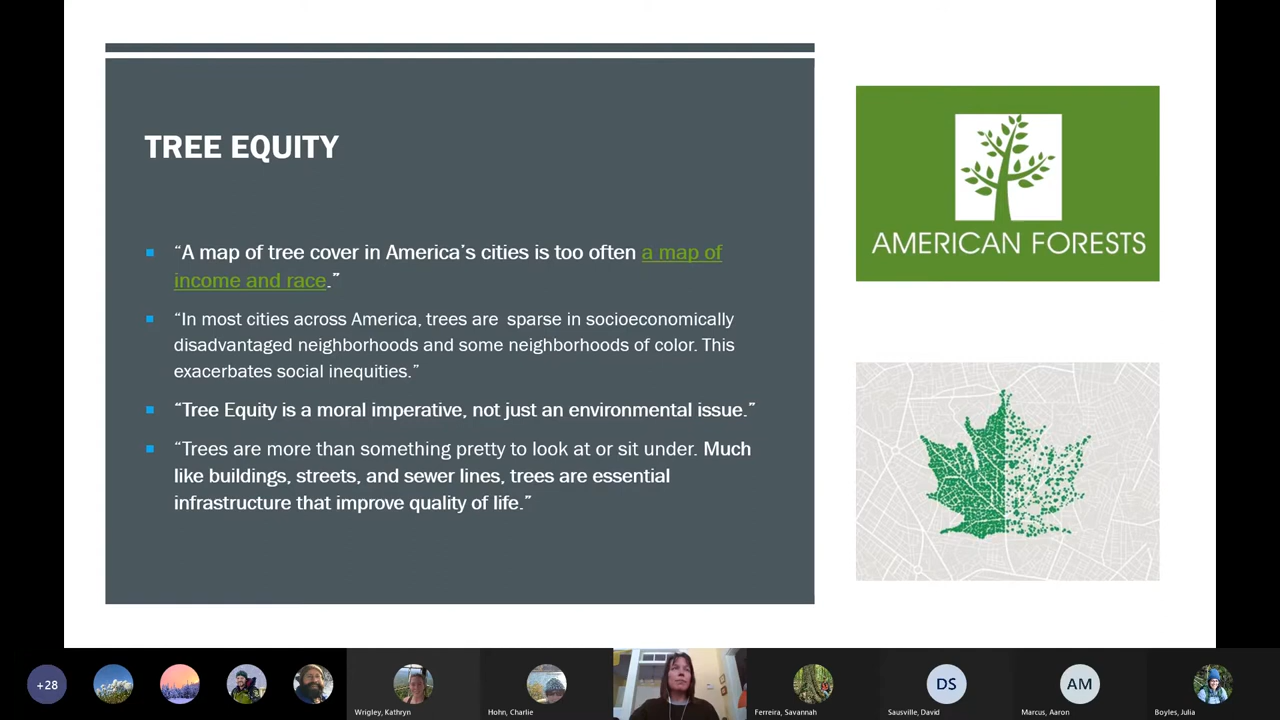 TREE EQUITY
“A map of tree cover in America’s cities is too often a map of
income and race.”
“In most cities across America, trees are sparse in socioeconomically
disadvantaged neighborhoods and some neighborhoods of color. This
exacerbates social inequities.”
“Tree Equity is a moral imperative, not just an environmental issue.”
“Trees are more than something pretty to look at or sit under. Much
like buildings, streets, and sewer lines, trees are essential
infrastructure that improve quality of life.”
AMERICAN FORESTS
+28
Wrigley, Kathryn
Hohn, Charlie
Ferreira, Savannah
DS
Sausville, David
AM
Marcus, Aaron
Boyles, Julia